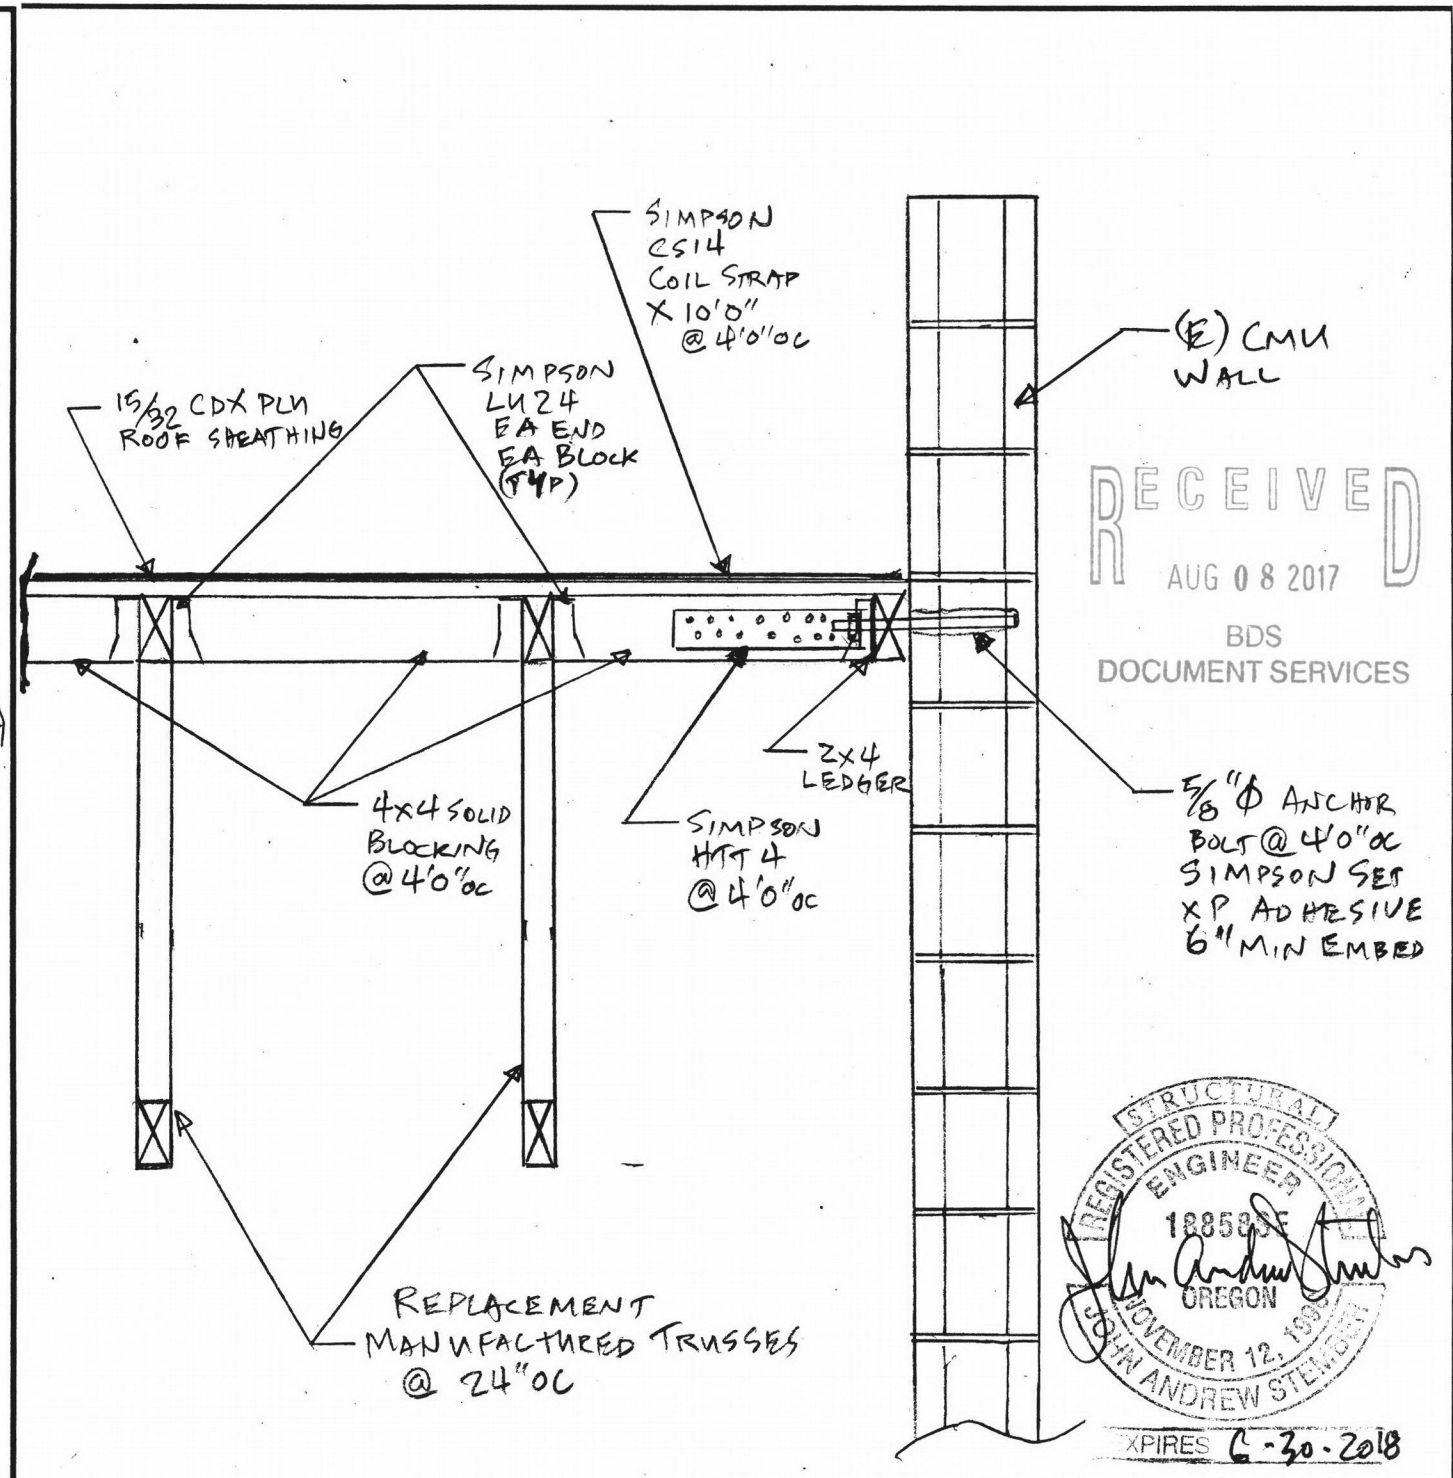 SIMPSON
CS14
COIL STRAP
X 10'0"
@ 4'0"OC
(E) CMU
WALL
15/32 CDX PLY
ROOF SHEATHING
SIMPSON
LU24
EA END
EA BLOCK
(TYP)
RECEIVED
AUG 08 2017
BDS
DOCUMENT SERVICES
2x4
LEDGER
4x4 SOLID
BLOCKING
@ 4'0"OC
SIMPSON
HTT 4
@ 4'0"OC
5/8"Φ ANCHOR
BOLT @ 4'0"OC
SIMPSON SET
XP ADHESIVE
6" MIN EMBED
REPLACEMENT
MANUFACTURED TRUSSES
@ 24"OC
STRUCTURAL
REGISTERED PROFESSIONAL
ENGINEER
OREGON
NOVEMBER 12,
JOHN ANDREW
XPIRES 6-30-2018